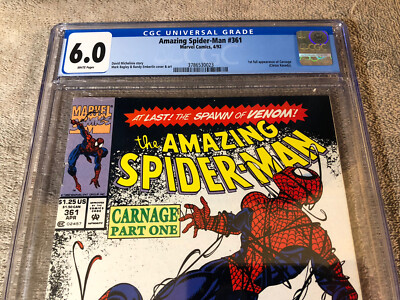 CGC UNIVERSAL GRADE
Amazing Spider-Man #361
Marvel Comics, 4/92
6.0
WHITE Pages
David Michelinie story
Mark Bagley & Randy Emberlin cover & art
1st full appearance of Carnage
(Cletus Kasady).
3786539023
AT LAST! THE SPAWN OF VENOM!
MARVEL
COMICS
the AMAZING
SPIDER-MAN
$1.25 US
361
APR
CARNAGE
PART ONE